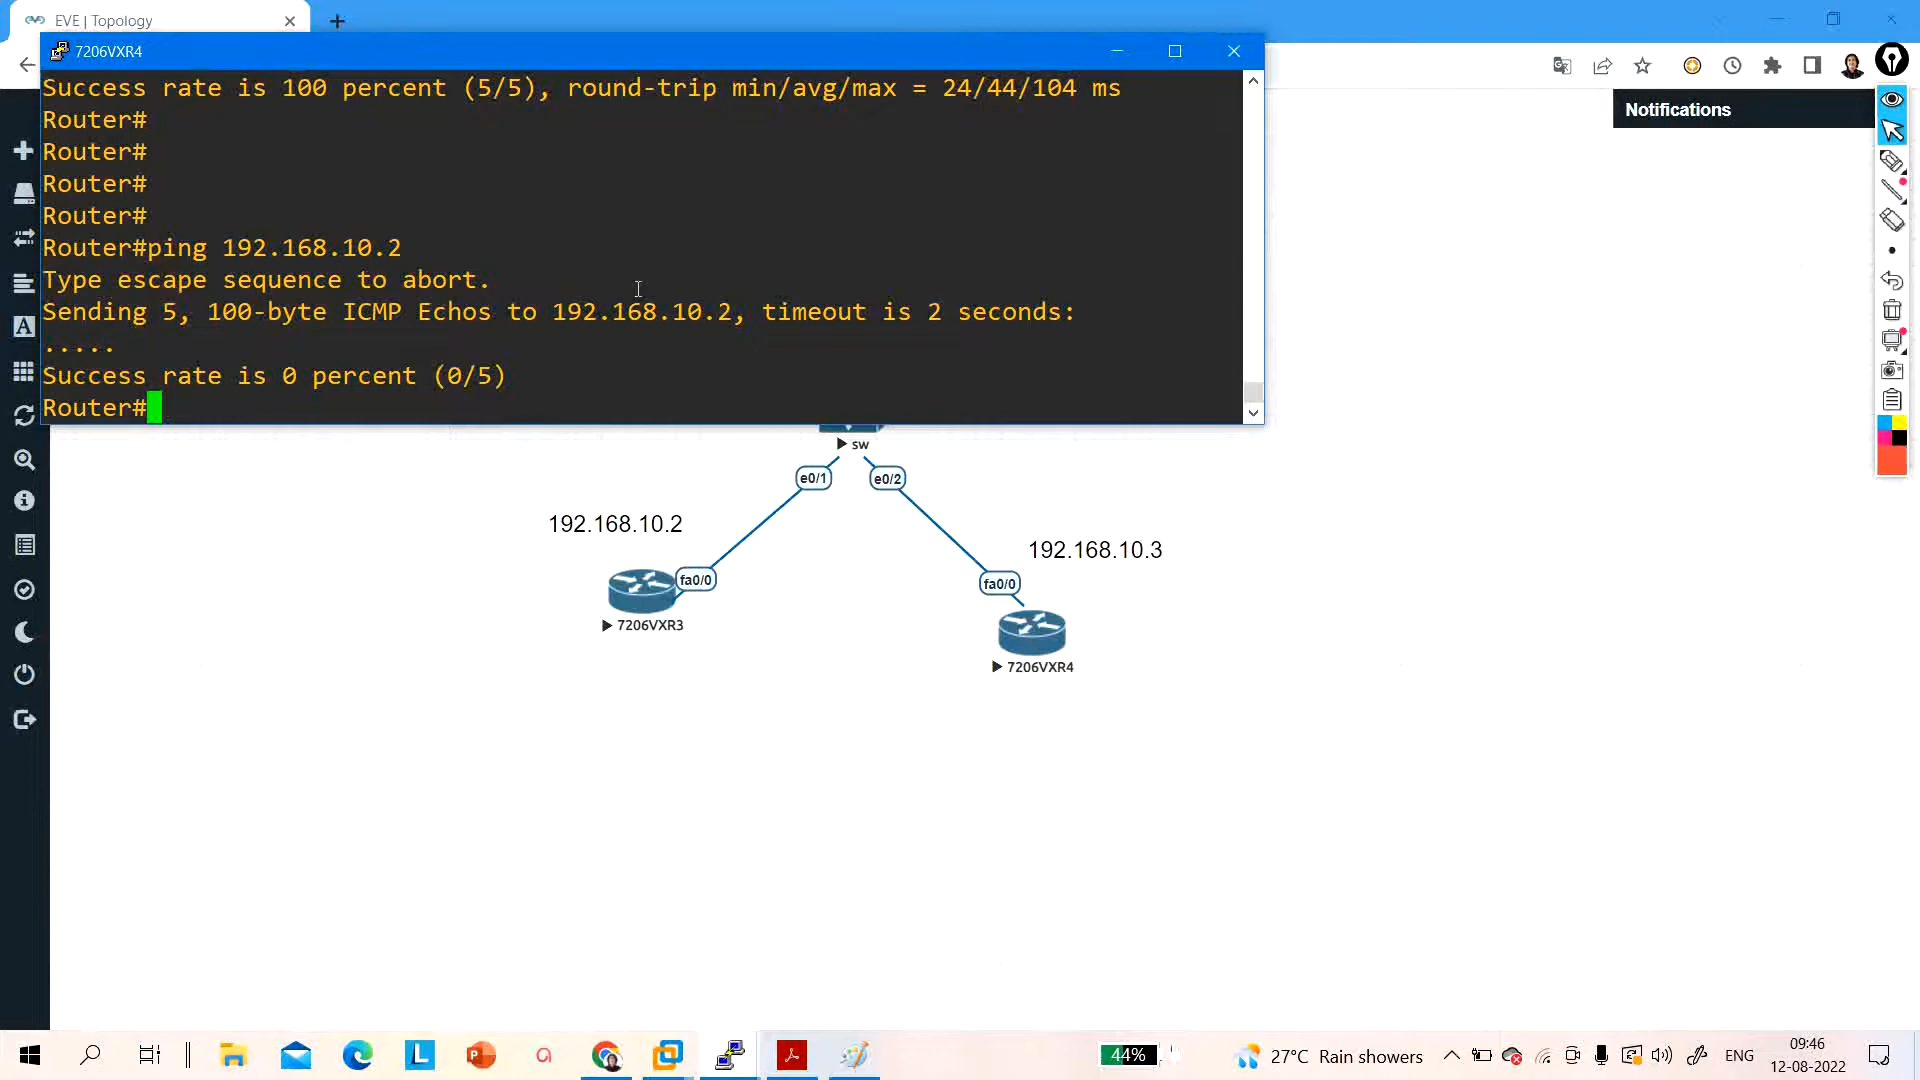 EVE | Topology
7206VXR4
Success rate is 100 percent (5/5), round-trip min/avg/max = 24/44/104 ms
Router#
Router#
Router#
Router#
Router#ping 192.168.10.2
Type escape sequence to abort.
Sending 5, 100-byte ICMP Echos to 192.168.10.2, timeout is 2 seconds:
.....
Success rate is 0 percent (0/5)
Router#
Notifications
sw
e0/1
e0/2
192.168.10.2
192.168.10.3
fa0/0
fa0/0
7206VXR3
7206VXR4
44%
27°C Rain showers
ENG
09:46
12-08-2022